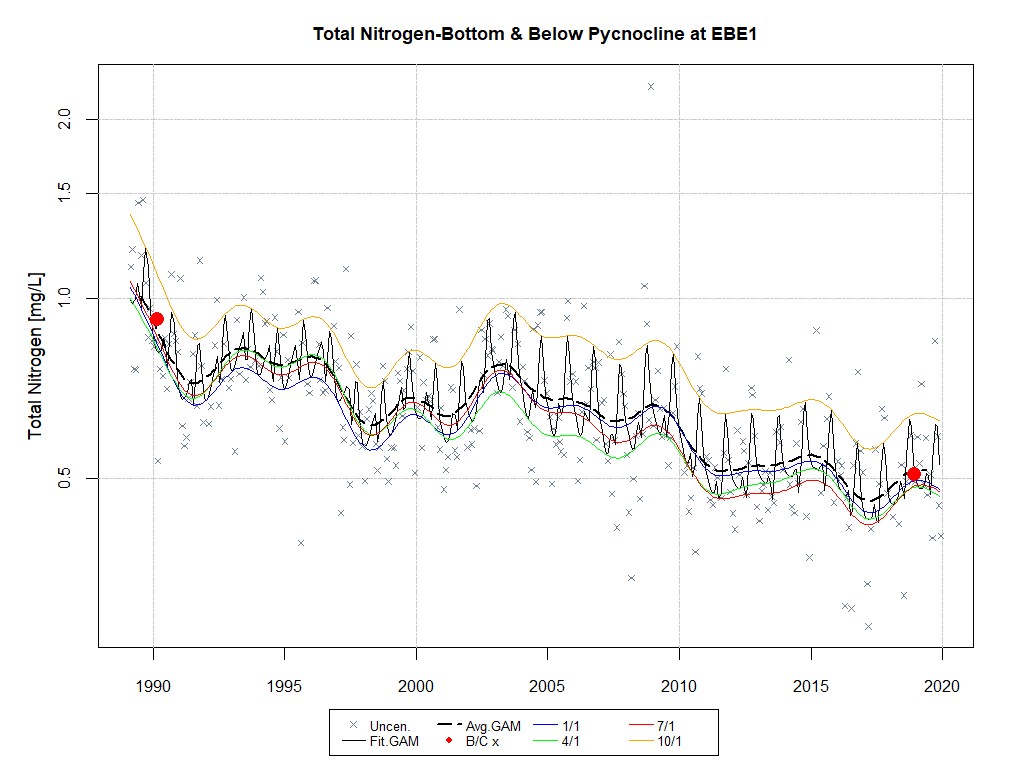 Total Nitrogen-Bottom & Below Pycnocline at EBE1
Total Nitrogen [mg/L]
2.0
1.5
1.0
0.5
1990 1995 2000 2005 2010 2015 2020
Uncen. Avg.GAM 1/1 7/1
Fit.GAM B/C x 4/1 10/1